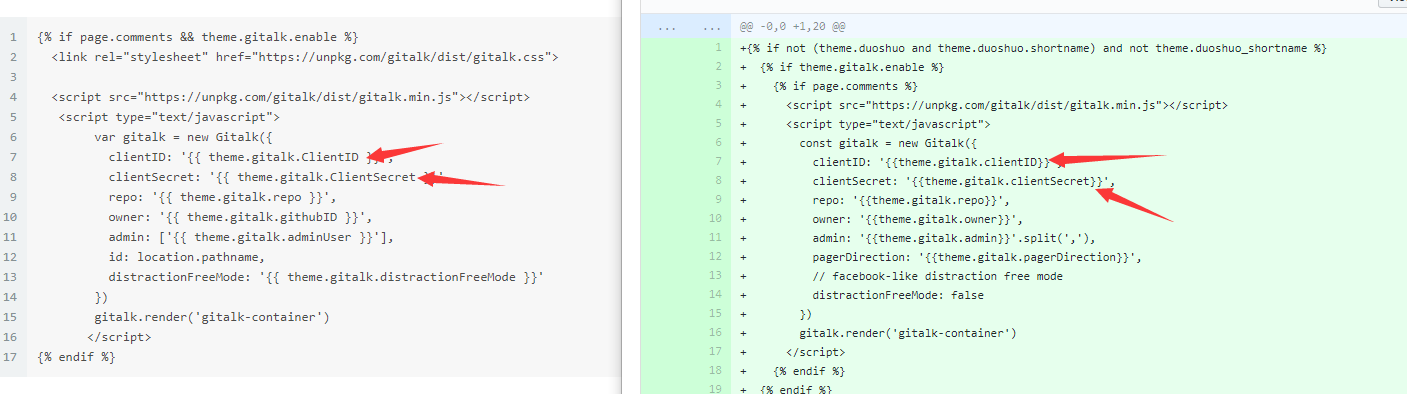 1 {% if page.comments && theme.gitalk.enable %}
2 <link rel="stylesheet" href="https://unpkg.com/gitalk/dist/gitalk.css">
3
4 <script src="https://unpkg.com/gitalk/dist/gitalk.min.js"></script>
5 <script type="text/javascript">
6 var gitalk = new Gitalk({
7 clientID: '{{ theme.gitalk.ClientID }}',
8 clientSecret: '{{ theme.gitalk.ClientSecret
9 repo: '{{ theme.gitalk.repo }}',
10 owner: '{{ theme.gitalk.githubID }}',
11 admin: ['{{ theme.gitalk.adminUser }}'],
12 id: location.pathname,
13 distractionFreeMode: '{{ theme.gitalk.distractionFreeMode }}'
14 })
15 gitalk.render('gitalk-container')
16 </script>
17 {% endif %}
... ... @@ -0,0 +1,20 @@
1 +{% if not (theme.duoshuo and theme.duoshuo.shortname) and not theme.duoshuo_shortname %}
2 + {% if theme.gitalk.enable %}
3 + {% if page.comments %}
4 + <script src="https://unpkg.com/gitalk/dist/gitalk.min.js"></script>
5 + <script type="text/javascript">
6 + const gitalk = new Gitalk({
7 + clientID: '{{theme.gitalk.clientID}}',
8 + clientSecret: '{{theme.gitalk.clientSecret}}',
9 + repo: '{{theme.gitalk.repo}}',
10 + owner: '{{theme.gitalk.owner}}',
11 + admin: '{{theme.gitalk.admin}}'.split(','),
12 + pagerDirection: '{{theme.gitalk.pagerDirection}}',
13 + // facebook-like distraction free mode
14 + distractionFreeMode: false
15 + })
16 + gitalk.render('gitalk-container')
17 + </script>
18 + {% endif %}
19 + {% endif %}